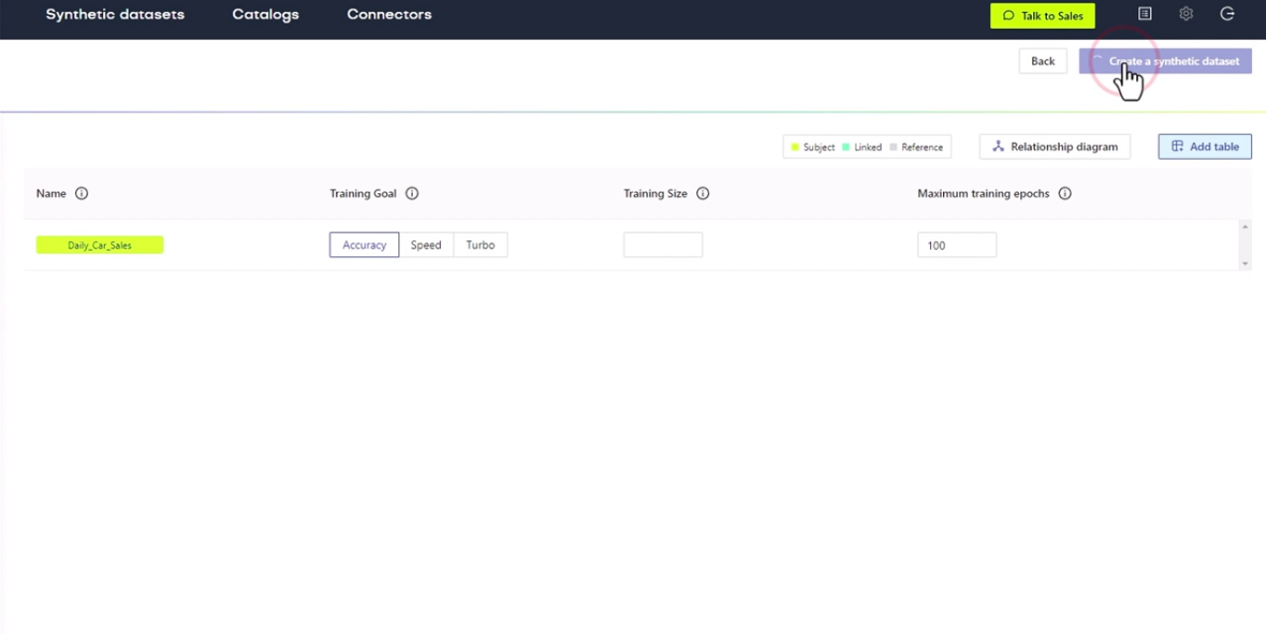 Synthetic datasets Catalogs Connectors Talk to Sales
Back Create a synthetic dataset
Subject Linked Reference Relationship diagram Add table
Name Training Goal Training Size Maximum training epochs
Daily_Car_Sales Accuracy Speed Turbo 100